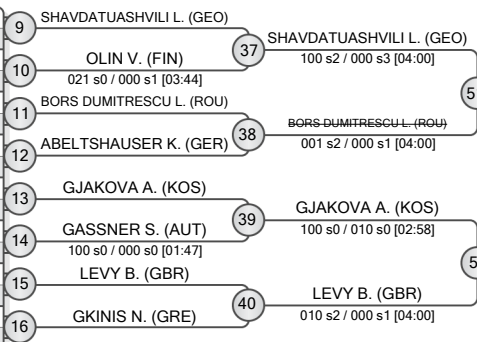 9
SHAVDATUASHVILI L. (GEO)
37
SHAVDATUASHVILI L. (GEO)
100 s2 / 000 s3 [04:00]
10
OLIN V. (FIN)
021 s0 / 000 s1 [03:44]
5
11
BORS DUMITRESCU L. (ROU)
38
BORS DUMITRESCU L. (ROU)
001 s2 / 000 s1 [04:00]
12
ABELTSHAUSER K. (GER)
13
GJAKOVA A. (KOS)
39
GJAKOVA A. (KOS)
100 s0 / 010 s0 [02:58]
14
GASSNER S. (AUT)
100 s0 / 000 s0 [01:47]
5
15
LEVY B. (GBR)
40
LEVY B. (GBR)
010 s2 / 000 s1 [04:00]
16
GKINIS N. (GRE)